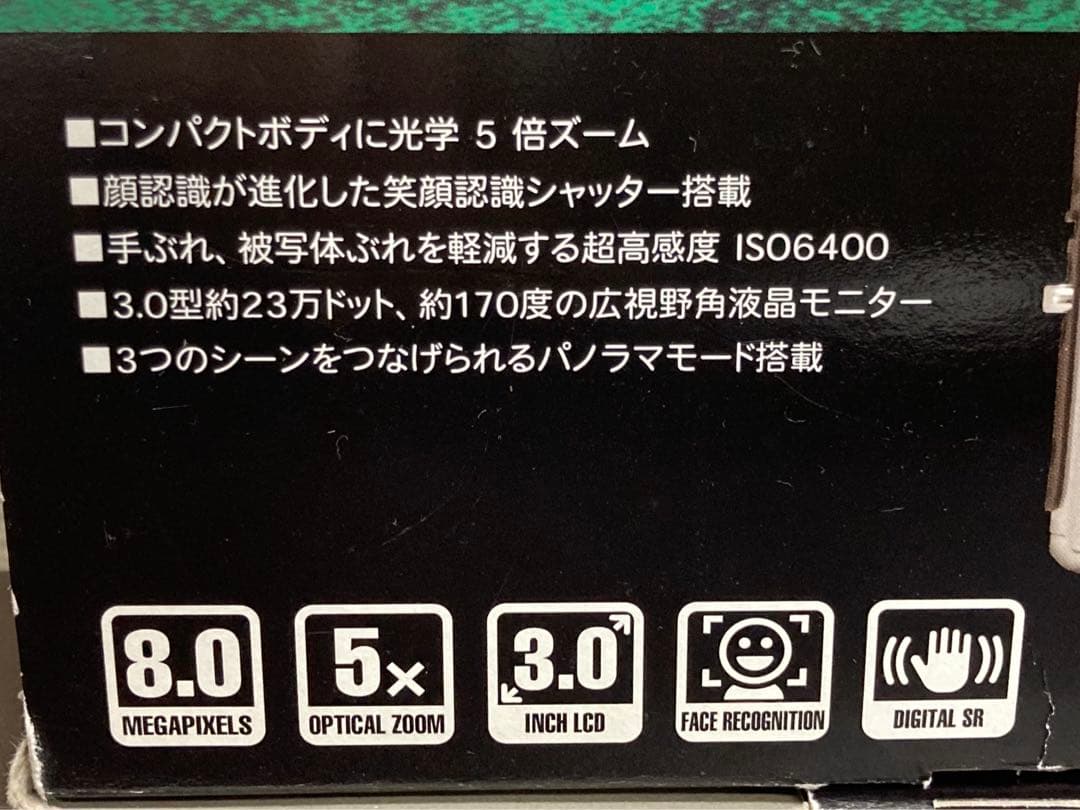 ■コンパクトボディに光学 5 倍ズーム
■顔認識が進化した笑顔認識シャッター搭載
■手ぶれ、被写体ぶれを軽減する超高感度 ISO6400
■3.0型約23万ドット、約170度の広視野角液晶モニター
■3つのシーンをつなげられるパノラマモード搭載
8.0
MEGAPIXELS
5×
OPTICAL ZOOM
3.0
INCH LCD
FACE RECOGNITION
DIGITAL SR